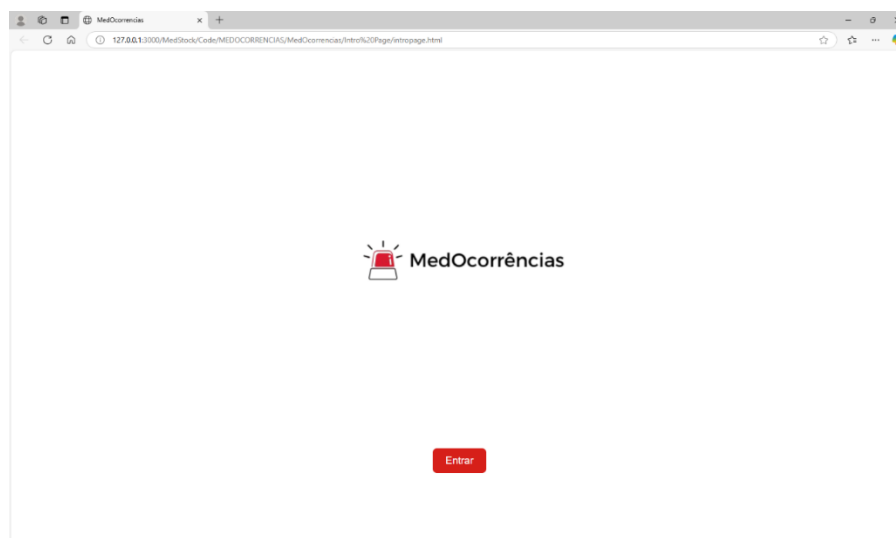 MedOcorrencias
127.0.0.1:3000/MedStock/Code/MEDOCORRENCIAS/MedOcorrencias/Intro%20Page/intropage.html
MedOcorrências
Entrar